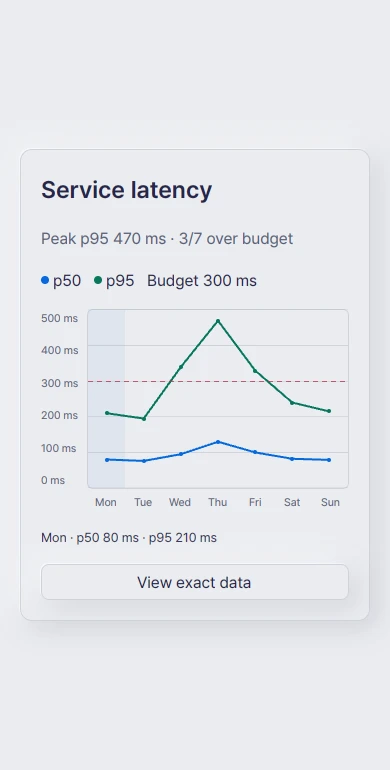 Service latency
Peak p95 470 ms · 3/7 over budget
p50 p95 Budget 300 ms
500 ms
400 ms
300 ms
200 ms
100 ms
0 ms
Mon Tue Wed Thu Fri Sat Sun
Mon · p50 80 ms · p95 210 ms
View exact data